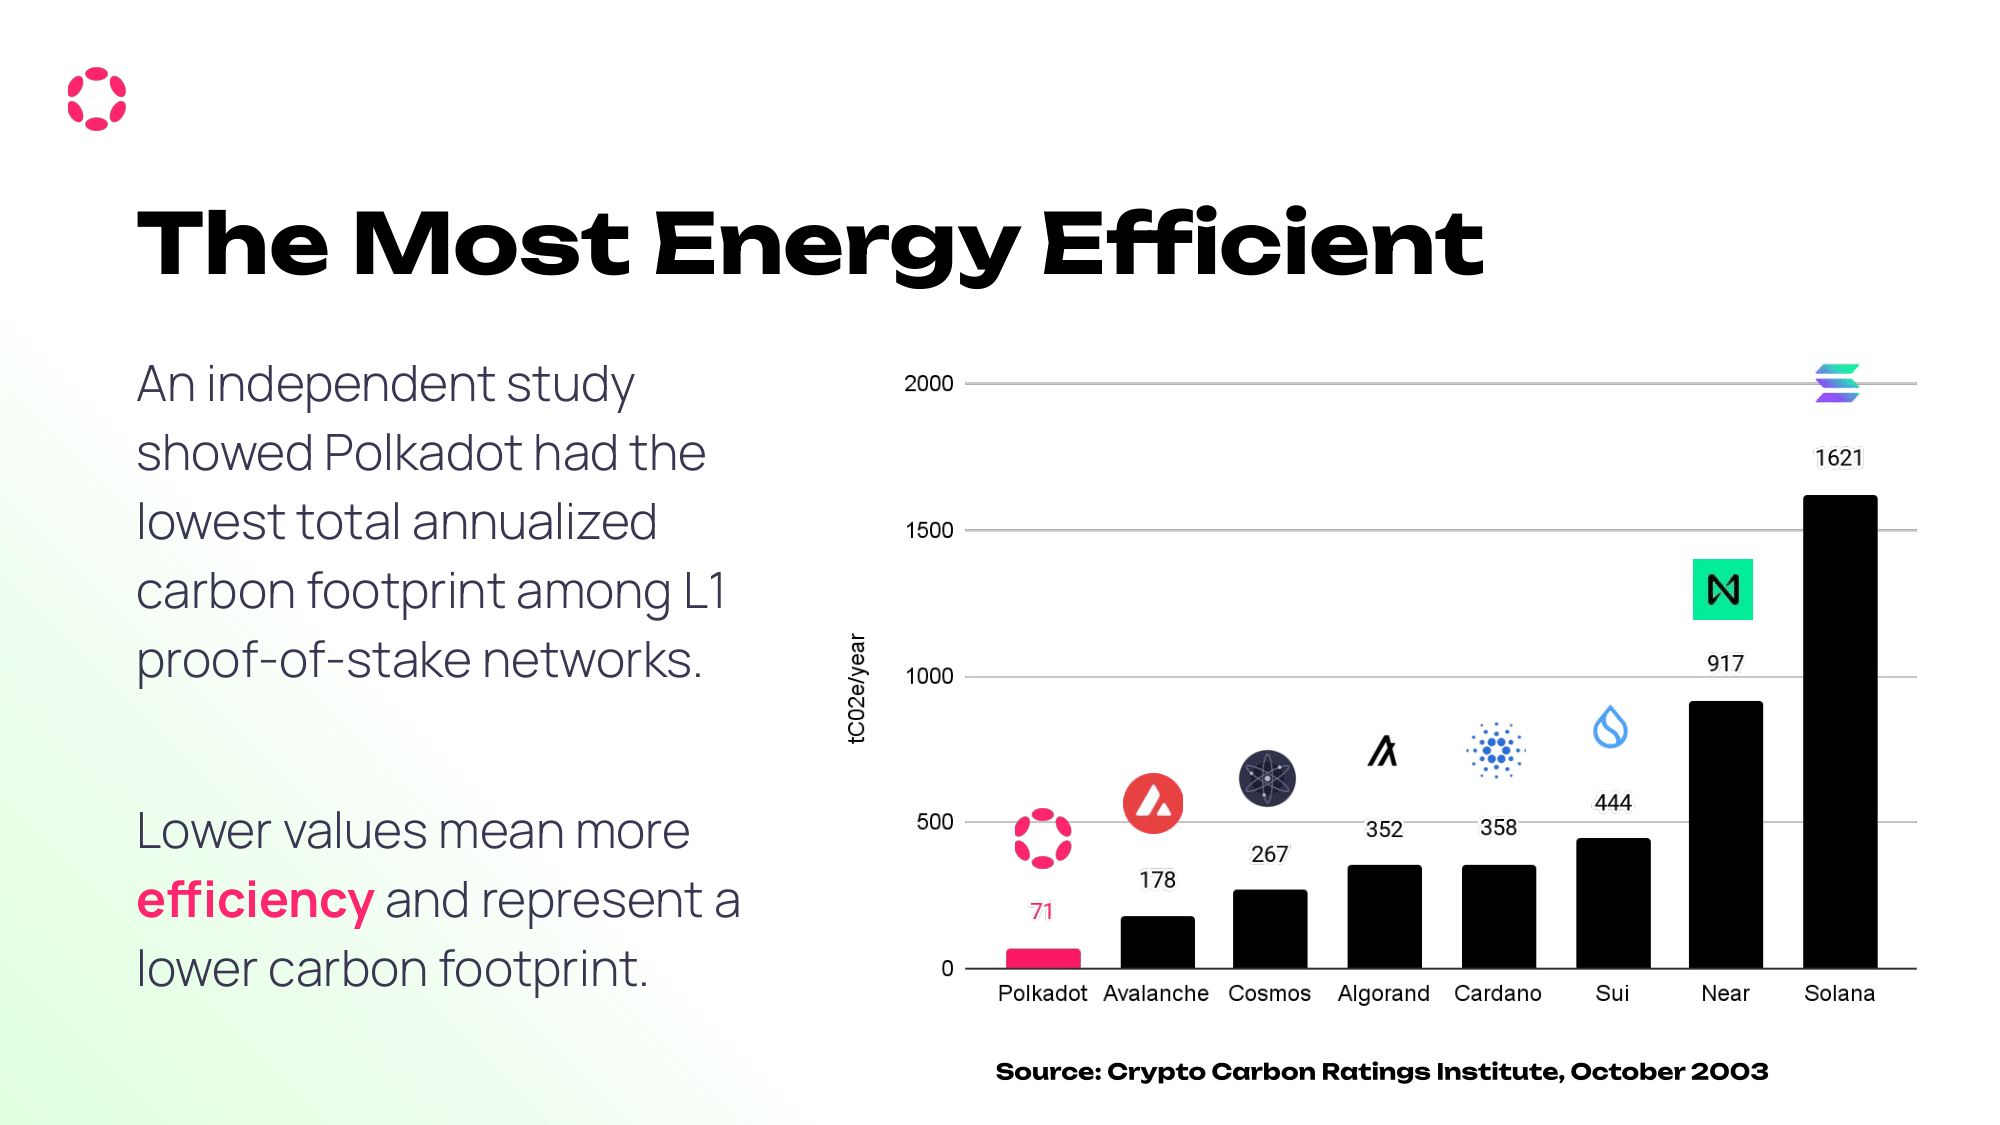 The Most Energy Efficient
An independent study
showed Polkadot had the
lowest total annualized
carbon footprint among L1
proof-of-stake networks.
Lower values mean more
efficiency and represent a
lower carbon footprint.
tC02e/year
2000
1500
1000
500
0
71
178
267
352
358
444
917
1621
Polkadot Avalanche Cosmos Algorand Cardano Sui Near Solana
Source: Crypto Carbon Ratings Institute, October 2003